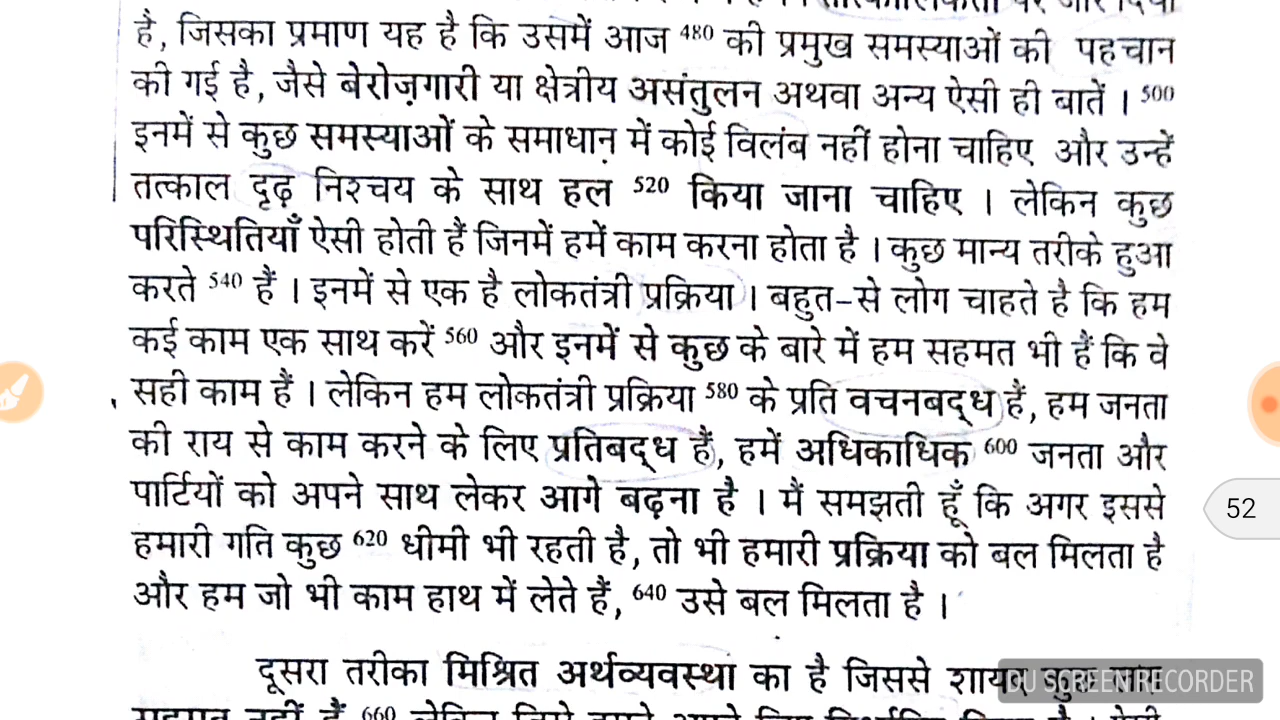 है, जिसका प्रमाण यह है कि उसमें आज 480 की प्रमुख समस्याओं की पहचान
की गई है, जैसे बेरोज़गारी या क्षेत्रीय असंतुलन अथवा अन्य ऐसी ही बातें । 500
इनमें से कुछ समस्याओं के समाधान में कोई विलंब नहीं होना चाहिए और उन्हें
तत्काल दृढ़ निश्चय के साथ हल 520 किया जाना चाहिए । लेकिन कुछ
परिस्थितियाँ ऐसी होती हैं जिनमें हमें काम करना होता है । कुछ मान्य तरीके हुआ
करते 540 हैं । इनमें से एक है लोकतंत्री प्रक्रिया । बहुत-से लोग चाहते है कि हम
कई काम एक साथ करें 560 और इनमें से कुछ के बारे में हम सहमत भी हैं कि वे
सही काम हैं । लेकिन हम लोकतंत्री प्रक्रिया 580 के प्रति वचनबद्ध हैं, हम जनता
की राय से काम करने के लिए प्रतिबद्ध हैं, हमें अधिकाधिक 600 जनता और
52
पार्टियों को अपने साथ लेकर आगे बढ़ना है । मैं समझती हूँ कि अगर इससे
हमारी गति कुछ 620 धीमी भी रहती है, तो भी हमारी प्रक्रिया को बल मिलता है
और हम जो भी काम हाथ में लेते हैं, 640 उसे बल मिलता है ।
दूसरा तरीका मिश्रित अर्थव्यवस्था का है जिससे शायद कुछ
DU SCREEN RECORDER
660